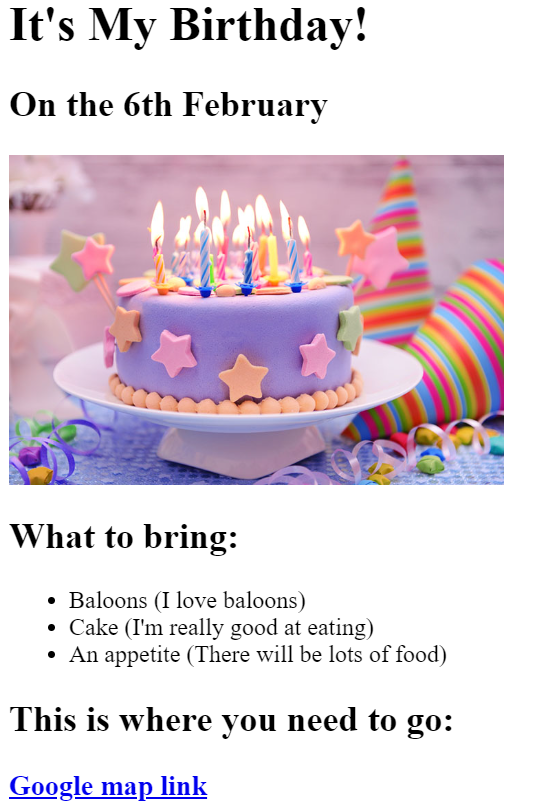 It's My Birthday!
On the 6th February
What to bring:
Baloons (I love baloons)
Cake (I'm really good at eating)
An appetite (There will be lots of food)
This is where you need to go:
Google map link